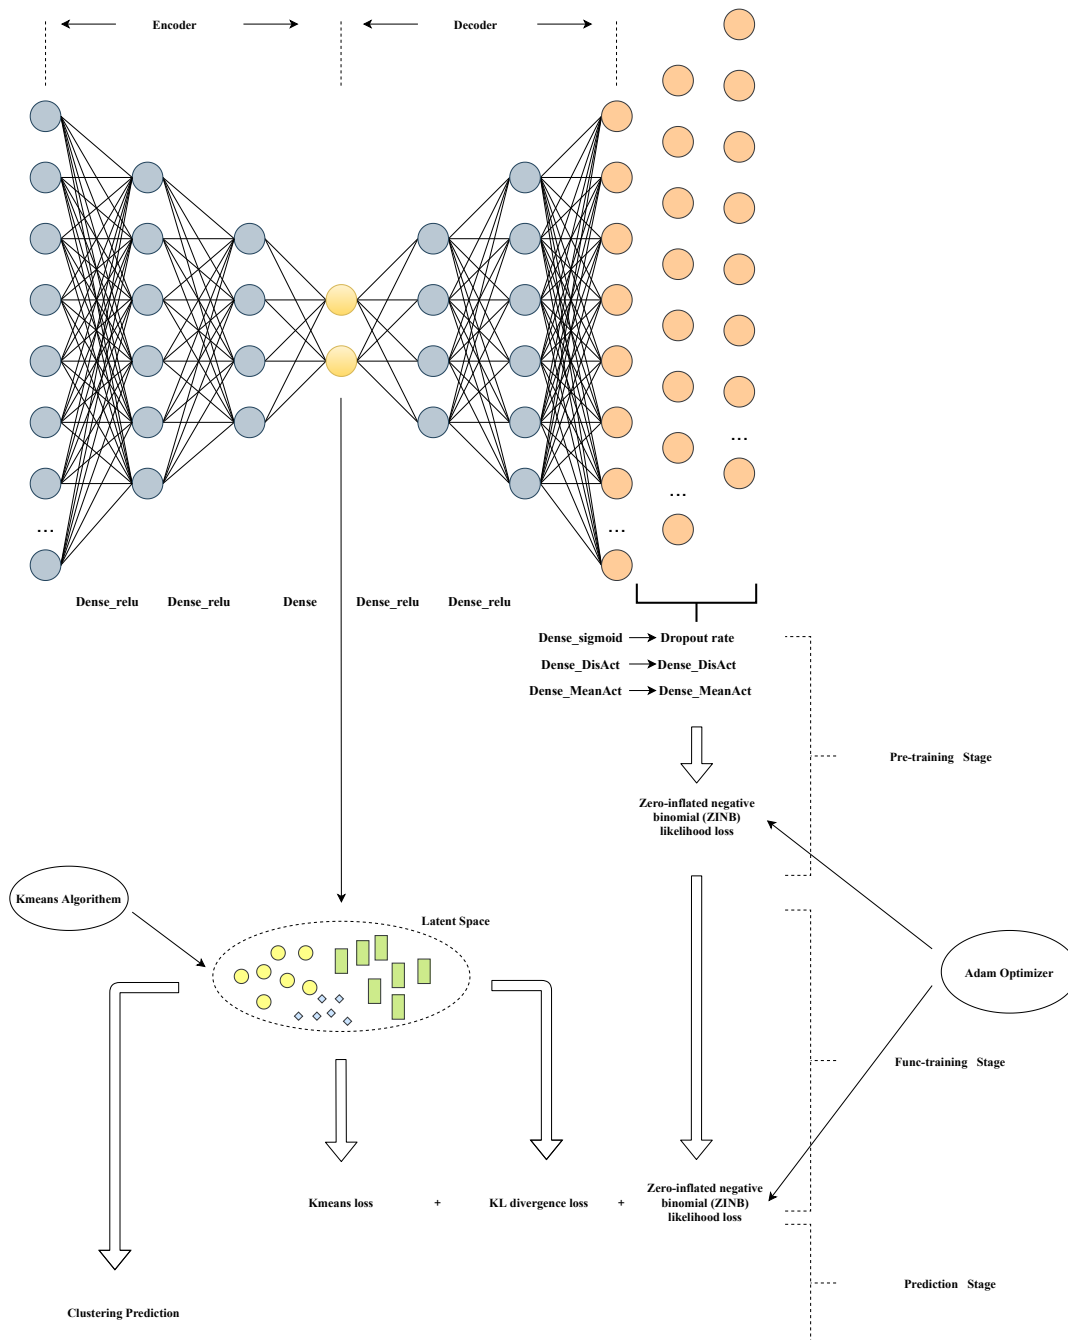 Encoder
Decoder
...
...
...
...
Dense_relu
Dense_relu
Dense
Dense_relu
Dense_relu
Dense_sigmoid
Dropout rate
Dense_DisAct
Dense_DisAct
Dense_MeanAct
Dense_MeanAct
Pre-training Stage
Zero-inflated negative
binomial (ZINB)
likelihood loss
Kmeans Algorithem
Latent Space
Adam Optimizer
Func-training Stage
Kmeans loss
+
KL divergence loss
+
Zero-inflated negative
binomial (ZINB)
likelihood loss
Prediction Stage
Clustering Prediction